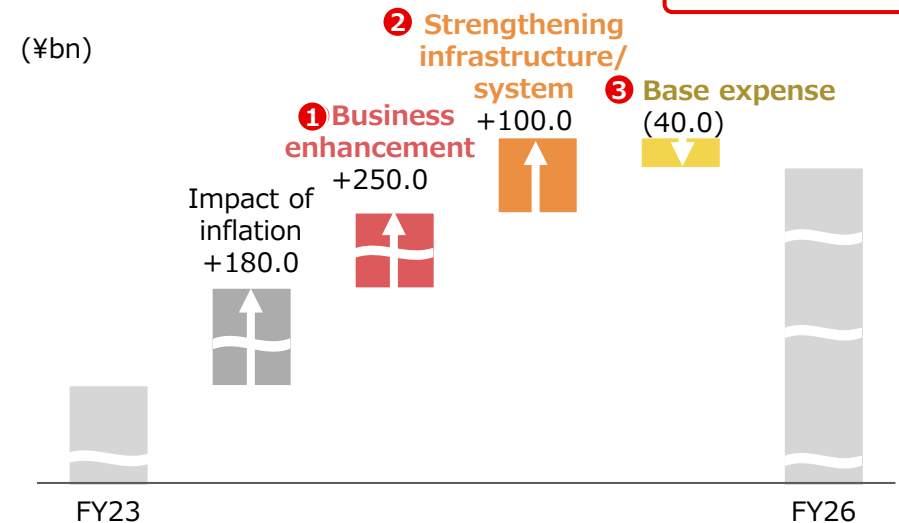 (¥bn)
❷ Strengthening
infrastructure/
system
+100.0
❸ Base expense
(40.0)
❶ Business
enhancement
+250.0
Impact of
inflation
+180.0
FY23
FY26